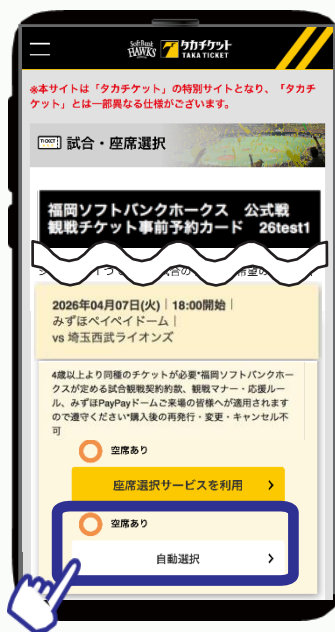 SoftBank HAWKS タカチケット TAKA TICKET
※本サイトは「タカチケット」の特別サイトとなり、「タカチ
ケット」とは一部異なる仕様がございます。
TICKET 試合・座席選択
福岡ソフトバンクホークス 公式戦
観戦チケット事前予約カード 26test1
2026年04月07日(火)｜18:00開始｜
みずほペイペイドーム｜
vs 埼玉西武ライオンズ
4歳以上より同種のチケットが必要*福岡ソフトバンクホー
クスが定める試合観戦契約約款、観戦マナー・応援ルー
ル、みずほPayPayドームご来場の皆様へが適用されます
ので遵守ください*購入後の再発行・変更・キャンセル不
可
空席あり
座席選択サービスを利用
空席あり
自動選択